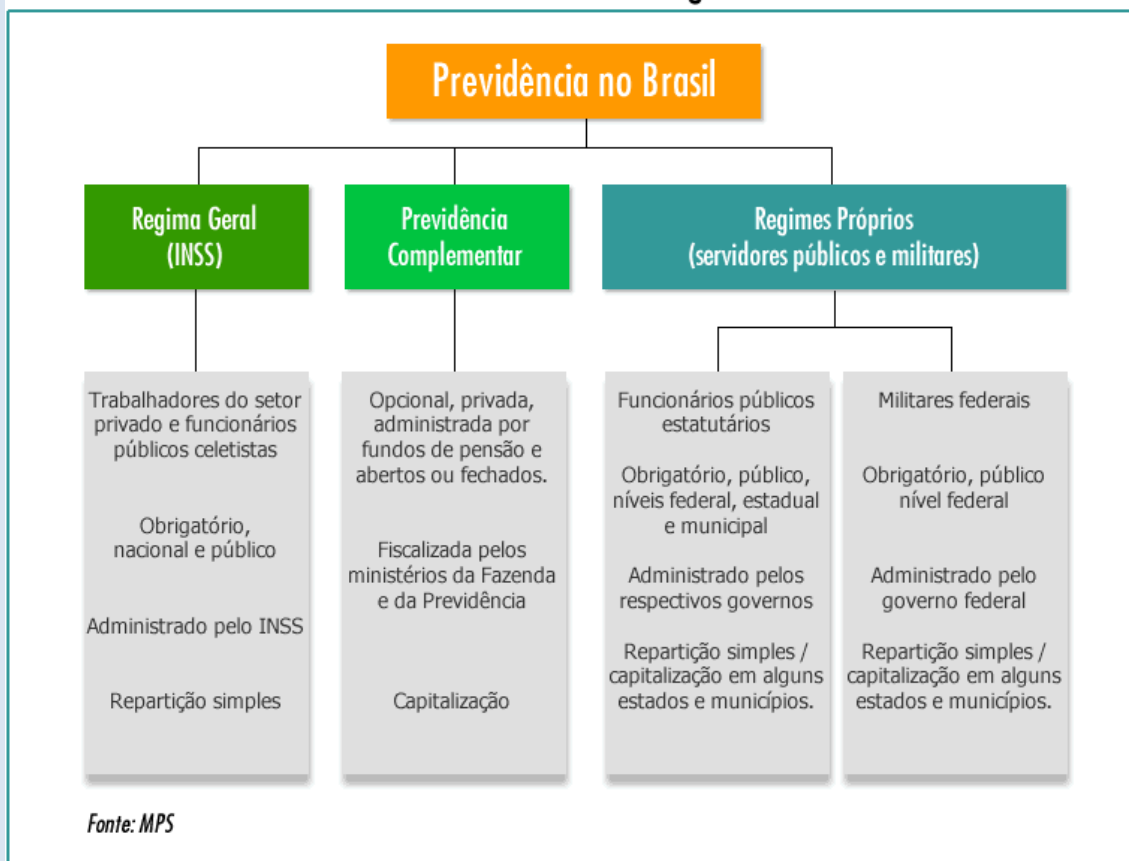 Previdência no Brasil
Regima Geral
(INSS)
Previdência
Complementar
Regimes Próprios
(servidores públicos e militares)
Trabalhadores do setor
privado e funcionários
públicos celetistas
Obrigatório,
nacional e público
Administrado pelo INSS
Repartição simples
Opcional, privada,
administrada por
fundos de pensão e
abertos ou fechados.
Fiscalizada pelos
ministérios da Fazenda
e da Previdência
Capitalização
Funcionários públicos
estatutários
Obrigatório, público,
níveis federal, estadual
e municipal
Administrado pelos
respectivos governos
Repartição simples /
capitalização em alguns
estados e municípios.
Militares federais
Obrigatório, público
nível federal
Administrado pelo
governo federal
Repartição simples /
capitalização em alguns
estados e municípios.
Fonte: MPS